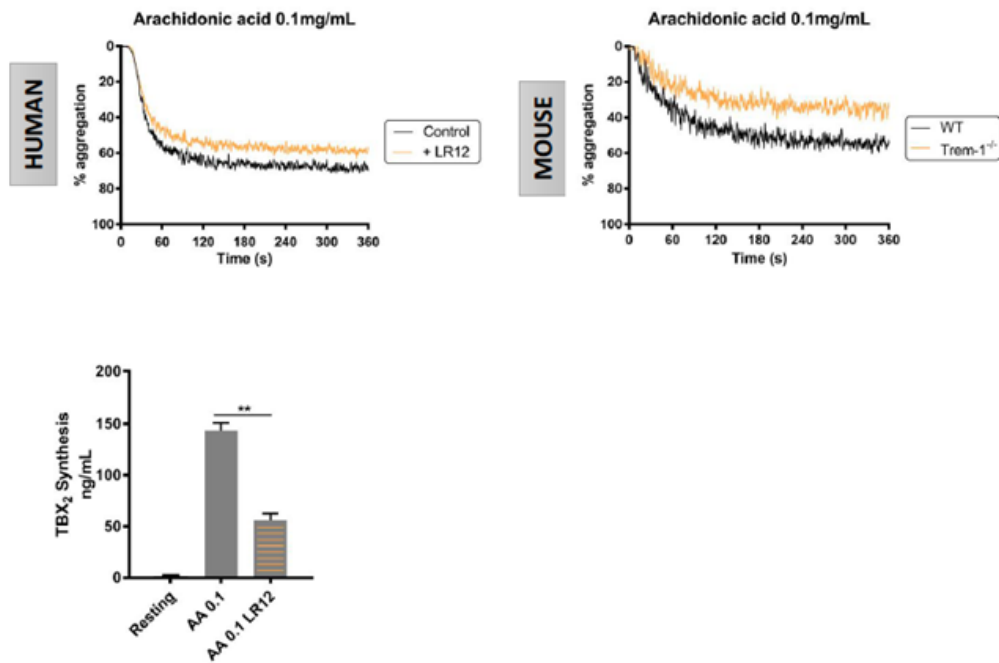 Arachidonic acid 0.1mg/mL
HUMAN
% aggregation
0
20
40
60
80
100
0 60 120 180 240 300 360
Time (s)
Control
+ LR12
Arachidonic acid 0.1mg/mL
MOUSE
% aggregation
0
20
40
60
80
100
0 60 120 180 240 300 360
Time (s)
WT
Trem-1⁻/⁻
TBX₂ Synthesis
ng/mL
200
150
100
50
0
**
Resting
AA 0.1
AA 0.1 LR12